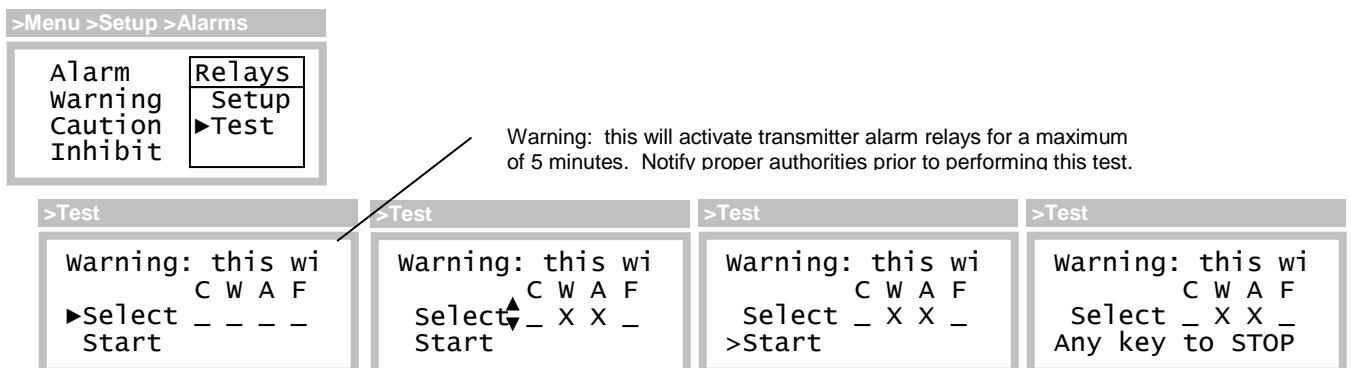 >Menu >Setup >Alarms
Alarm Relays
Warning Setup
Caution ►Test
Inhibit
Warning: this will activate transmitter alarm relays for a maximum
of 5 minutes. Notify proper authorities prior to performing this test.
>Test
Warning: this wi
C W A F
►Select _ _ _ _
Start
>Test
Warning: this wi
C W A F
Select _ X X _
Start
>Test
Warning: this wi
C W A F
Select _ X X _
>Start
>Test
Warning: this wi
C W A F
Select _ X X _
Any key to STOP